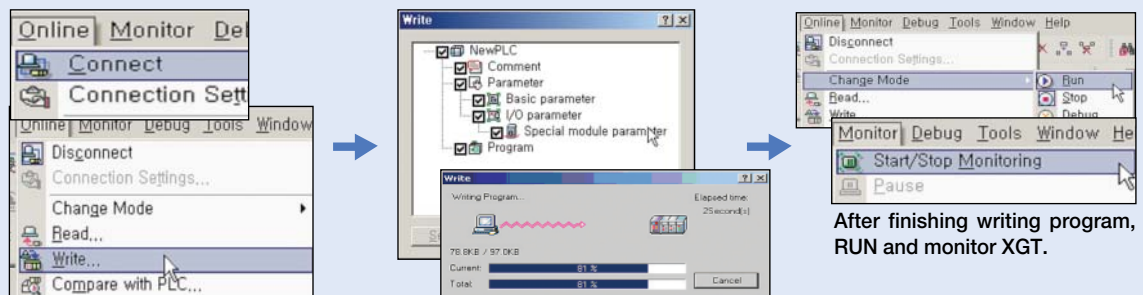 Online Monitor De
Connect
Connection Sett
Online Monitor Debug Tools Window
Disconnect
Connection Settings...
Change Mode
Read...
Write...
Compare with PLC...
Write
NewPLC
Comment
Parameter
Basic parameter
I/O parameter
Special module parameter
Program
Write
Writing Program...
Elapsed time:
25second(s)
78.8KB / 97.0KB
Current: 81 %
Total: 81 %
Cancel
Online Monitor Debug Tools Window Help
Disconnect
Connection Settings...
Change Mode
Run
Read...
Stop
Write
Debug
Monitor Debug Tools Window He
Start/Stop Monitoring
Pause
After finishing writing program,
RUN and monitor XGT.